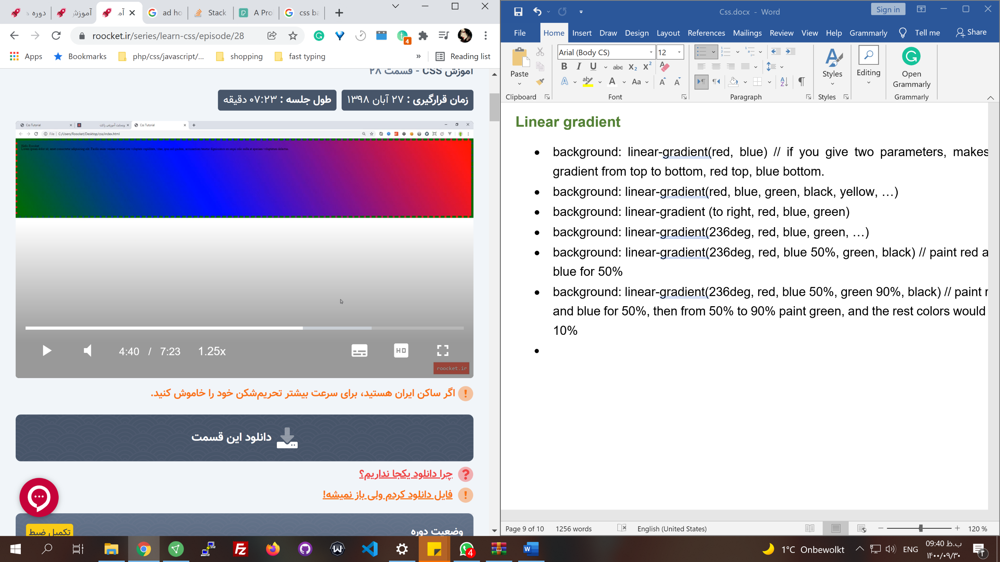 دوره
آموزش
آمـ
ad ho
Stack
A Pro
css ba
roocket.ir/series/learn-css/episode/28
4
Apps
Bookmarks
php/css/javascript/...
shopping
fast typing
»
Reading list
آموزش CSS - قسمت ۲۸
زمان قرارگیری : ۲۷ آبان ۱۳۹۸
طول جلسه : ۰۷:۲۳ دقیقه
Css Tutorial
وبسایت آموزشی راکت
Css Tutorial
File | C:/Users/Roocket/Desktop/css/index.html
Hello Roocket
4:40 / 7:23 1.25x
HD
roocket.ir
اگر ساکن ایران هستید، برای سرعت بیشتر تحریم‌شکن خود را خاموش کنید.
دانلود این قسمت
چرا دانلود یکجا نداریم؟
فایل دانلود کردم ولی باز نمیشه!
وضعیت دوره
تکمیل ضبط
Css.docx - Word
Sign in
File Home Insert Draw Design Layout References Mailings Review View Help Grammarly Tell me Share
Paste
Clipboard
Arial (Body CS) 12
B I U abc X₂ X²
A ab A Aa A A
Font
Paragraph
Styles
Styles
Editing
Open
Grammarly
Grammarly
Linear gradient
• background: linear-gradient(red, blue) // if you give two parameters, makes
gradient from top to bottom, red top, blue bottom.
• background: linear-gradient(red, blue, green, black, yellow, …)
• background: linear-gradient (to right, red, blue, green)
• background: linear-gradient(236deg, red, blue, green, …)
• background: linear-gradient(236deg, red, blue 50%, green, black) // paint red a
blue for 50%
• background: linear-gradient(236deg, red, blue 50%, green 90%, black) // paint r
and blue for 50%, then from 50% to 90% paint green, and the rest colors would
10%
•
Page 9 of 10 1256 words English (United States) 120 %
4
1°C Onbewolkt
ENG
09:40 ب.ظ
۱۴۰۰/۰۹/۳۰
۲